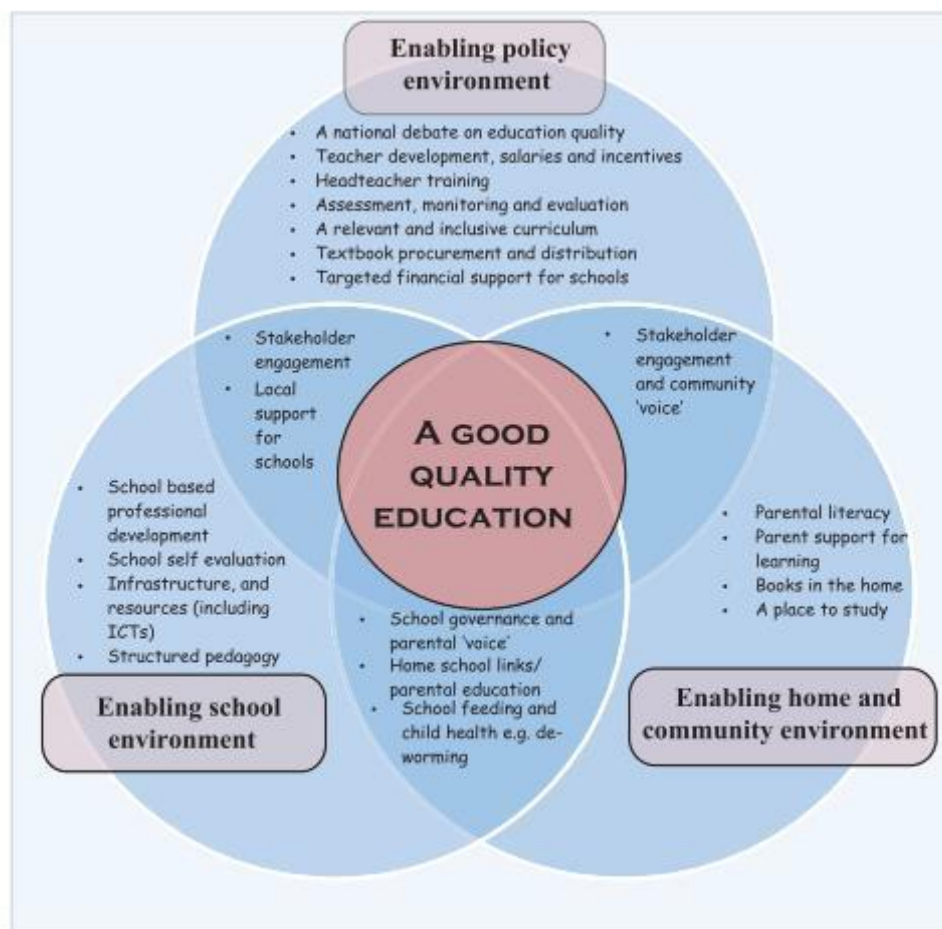 Enabling policy
environment
• A national debate on education quality
• Teacher development, salaries and incentives
• Headteacher training
• Assessment, monitoring and evaluation
• A relevant and inclusive curriculum
• Textbook procurement and distribution
• Targeted financial support for schools
• Stakeholder
engagement
• Local
support
for
schools
• Stakeholder
engagement
and community
‘voice’
A GOOD
QUALITY
EDUCATION
• School based
professional
development
• School self evaluation
• Infrastructure, and
resources (including
ICTs)
• Structured pedagogy
• Parental literacy
• Parent support for
learning
• Books in the home
• A place to study
• School governance and
parental ‘voice’
• Home school links/
parental education
• School feeding and
child health e.g. de-
worming
Enabling school
environment
Enabling home and
community environment